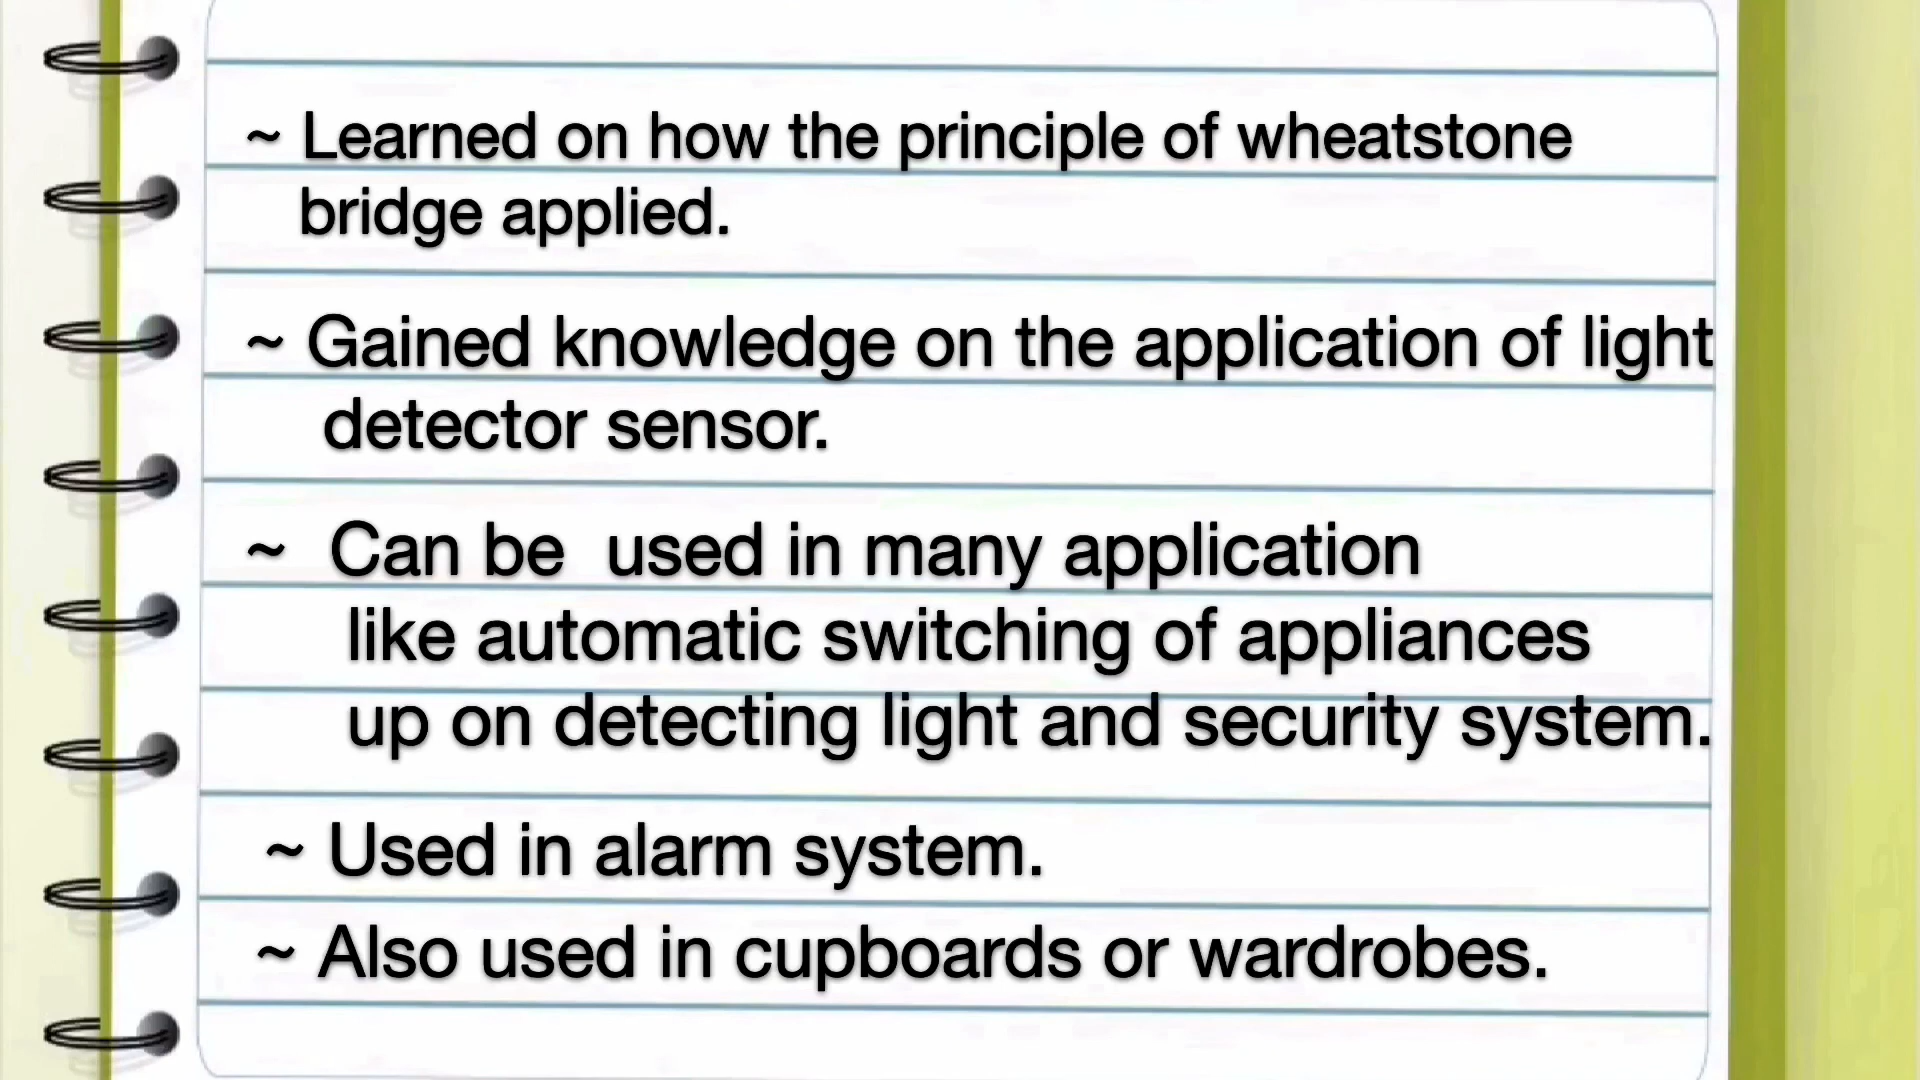 ~ Learned on how the principle of wheatstone
bridge applied.
~ Gained knowledge on the application of light
detector sensor.
~ Can be used in many application
like automatic switching of appliances
up on detecting light and security system.
~ Used in alarm system.
~ Also used in cupboards or wardrobes.